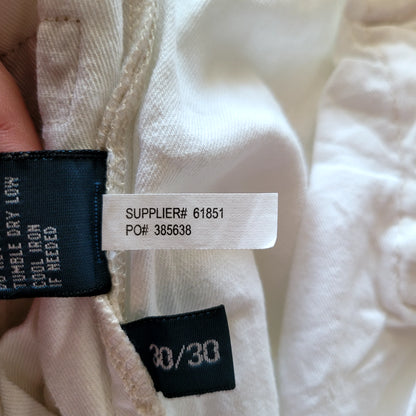 TUMBLE DRY LOW
COOL IRON
IF NEEDED
SUPPLIER# 61851
PO# 385638
30/30